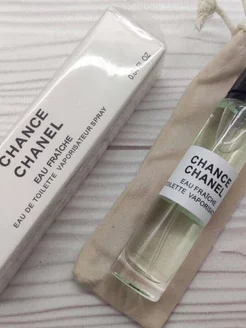 CHANCE
CHANEL
EAU FRAÎCHE
EAU DE TOILETTE VAPORISATEUR SPRAY
CHANCE
CHANEL
EAU FRAÎCHE